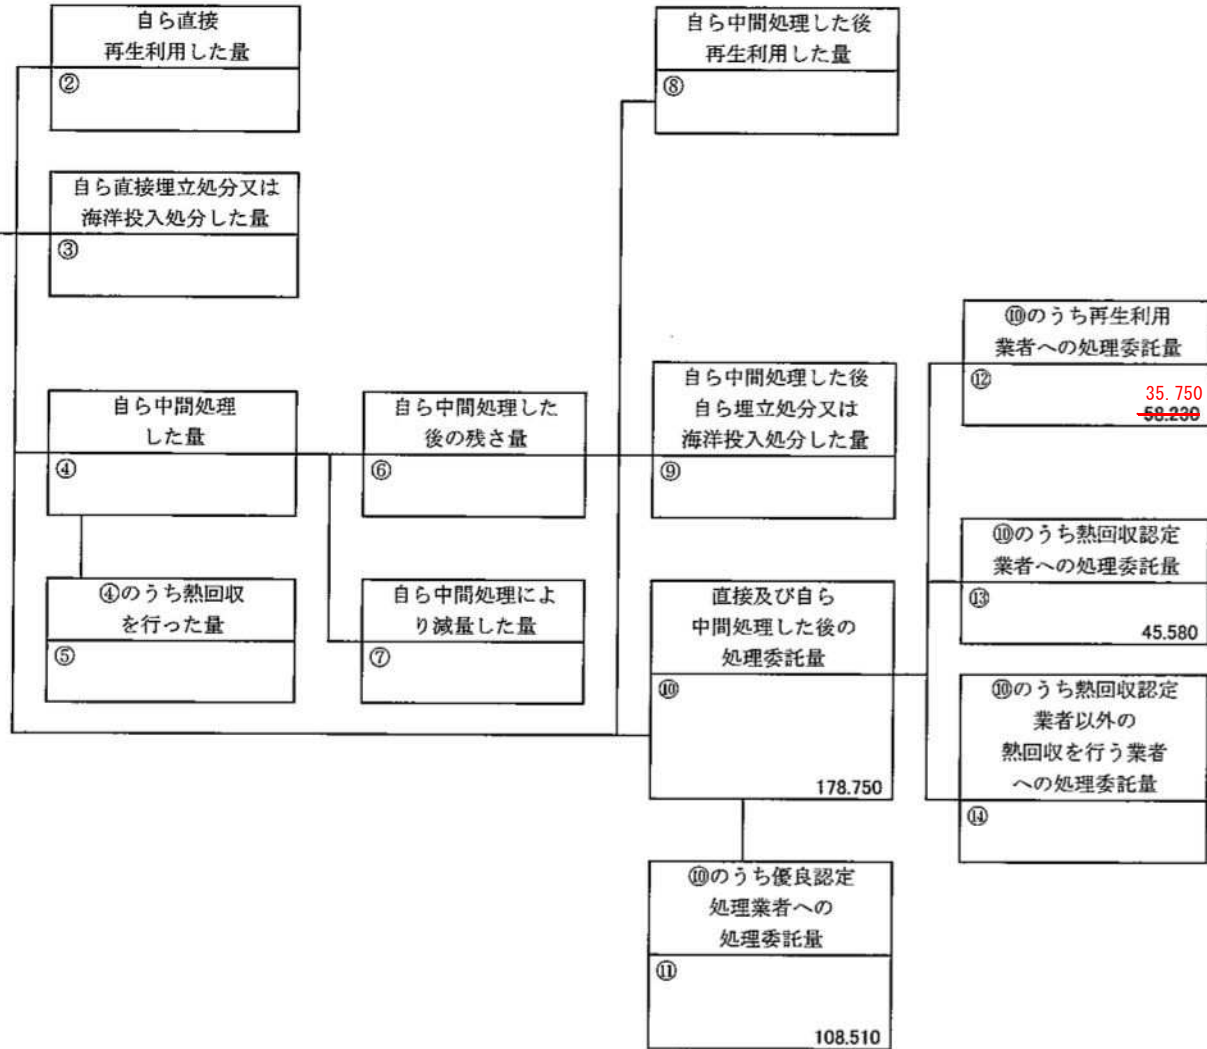 自ら直接
再生利用した量
②
自ら中間処理した後
再生利用した量
⑧
自ら直接埋立処分又は
海洋投入処分した量
③
⑩のうち再生利用
業者への処理委託量
⑫
35.750
58.230
自ら中間処理
した量
④
自ら中間処理した
後の残さ量
⑥
自ら中間処理した後
自ら埋立処分又は
海洋投入処分した量
⑨
⑩のうち熱回収認定
業者への処理委託量
⑬
45.580
④のうち熱回収
を行った量
⑤
自ら中間処理によ
り減量した量
⑦
直接及び自ら
中間処理した後の
処理委託量
⑩
178.750
⑩のうち熱回収認定
業者以外の
熱回収を行う業者
への処理委託量
⑭
⑩のうち優良認定
処理業者への
処理委託量
⑪
108.510